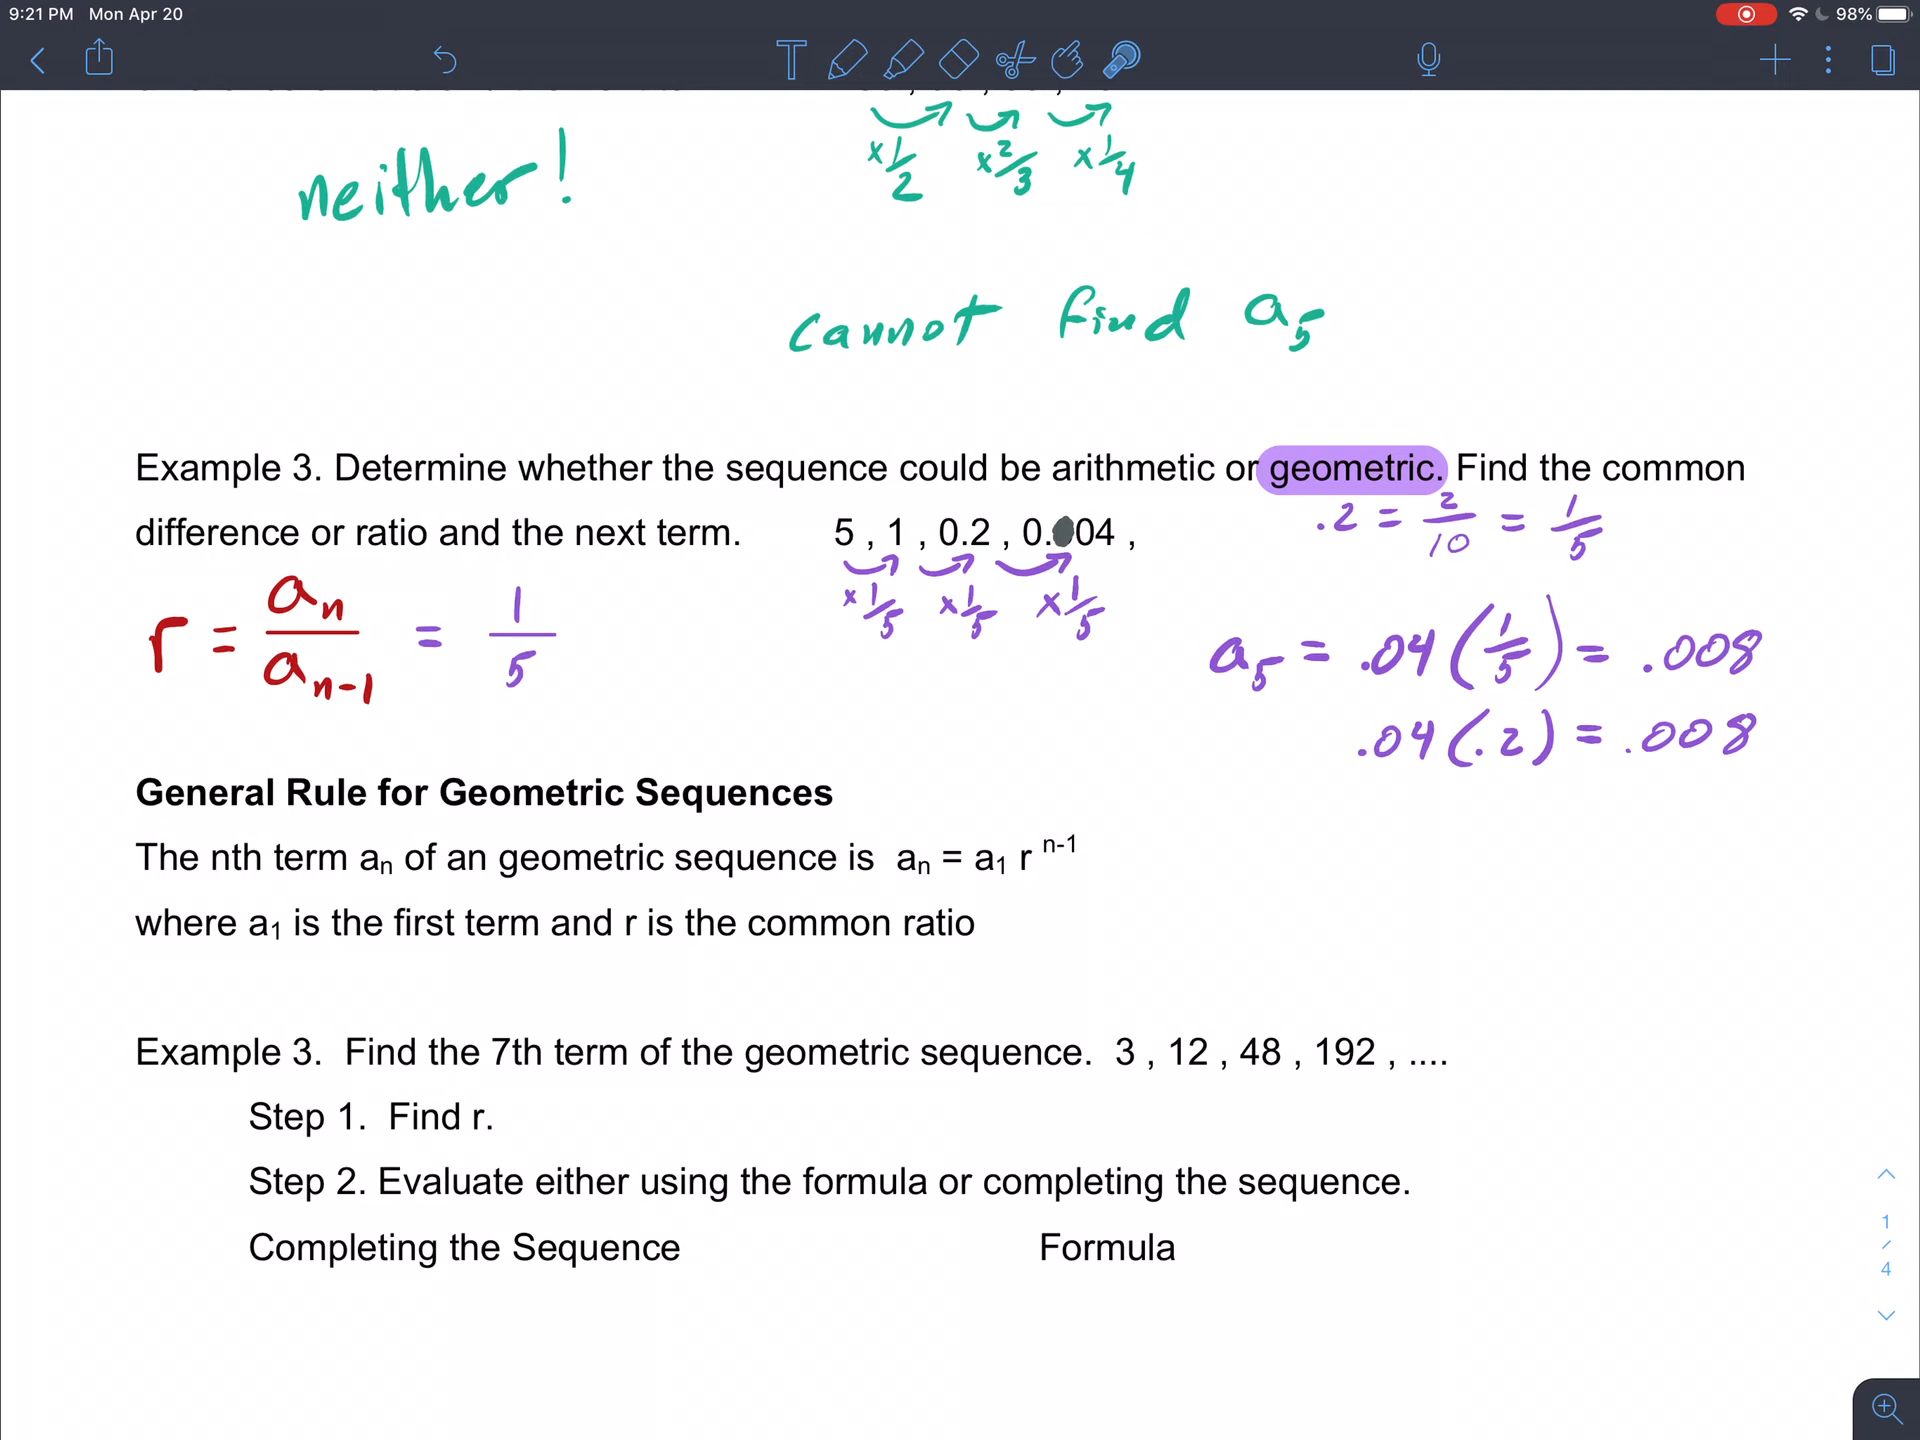 9:21 PM Mon Apr 20
98%
×1/2 ×2/3 ×1/4
neither!
cannot find a5
Example 3. Determine whether the sequence could be arithmetic or geometric. Find the common
difference or ratio and the next term. 5 , 1 , 0.2 , 0.04 ,
.2 = 2/10 = 1/5
×1/5 ×1/5 ×1/5
r = an/an-1 = 1/5
a5 = .04 (1/5) = .008
.04 (.2) = .008
General Rule for Geometric Sequences
The nth term an of an geometric sequence is an = a1 r n-1
where a1 is the first term and r is the common ratio
Example 3. Find the 7th term of the geometric sequence. 3 , 12 , 48 , 192 , ....
Step 1. Find r.
Step 2. Evaluate either using the formula or completing the sequence.
Completing the Sequence Formula
1/4